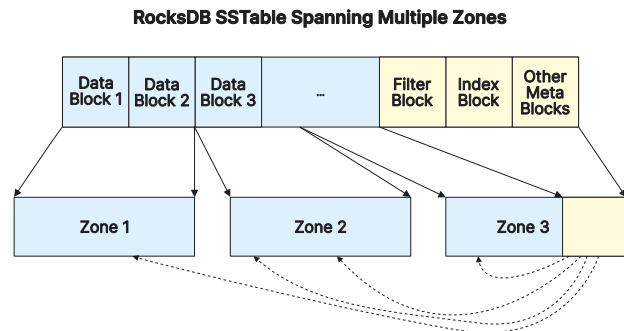 RocksDB SSTable Spanning Multiple Zones
Data
Block 1
Data
Block 2
Data
Block 3
...
Filter
Block
Index
Block
Other
Meta
Blocks
Zone 1
Zone 2
Zone 3